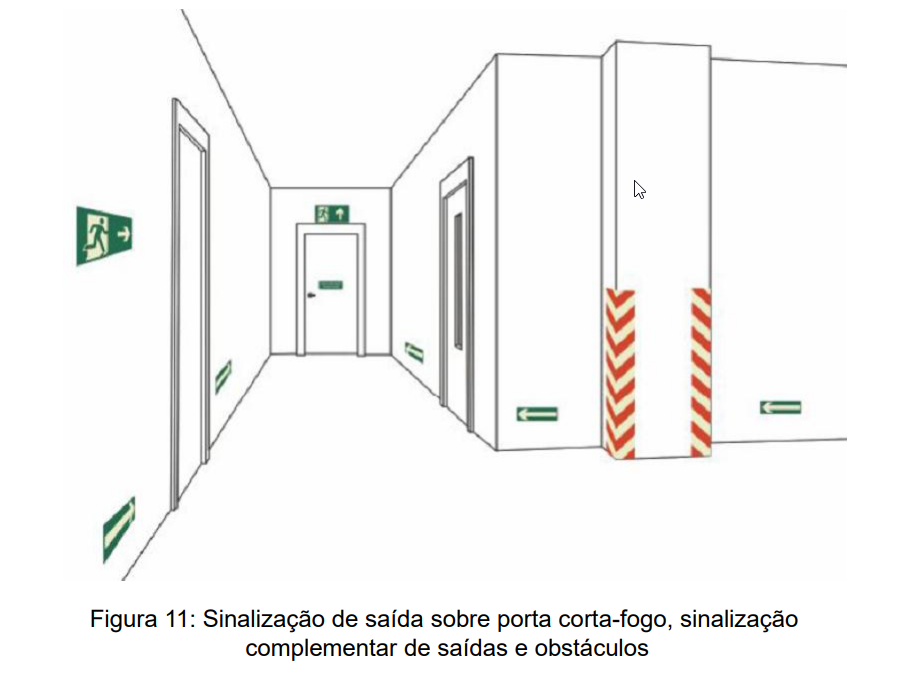 Figura 11: Sinalização de saída sobre porta corta-fogo, sinalização
complementar de saídas e obstáculos